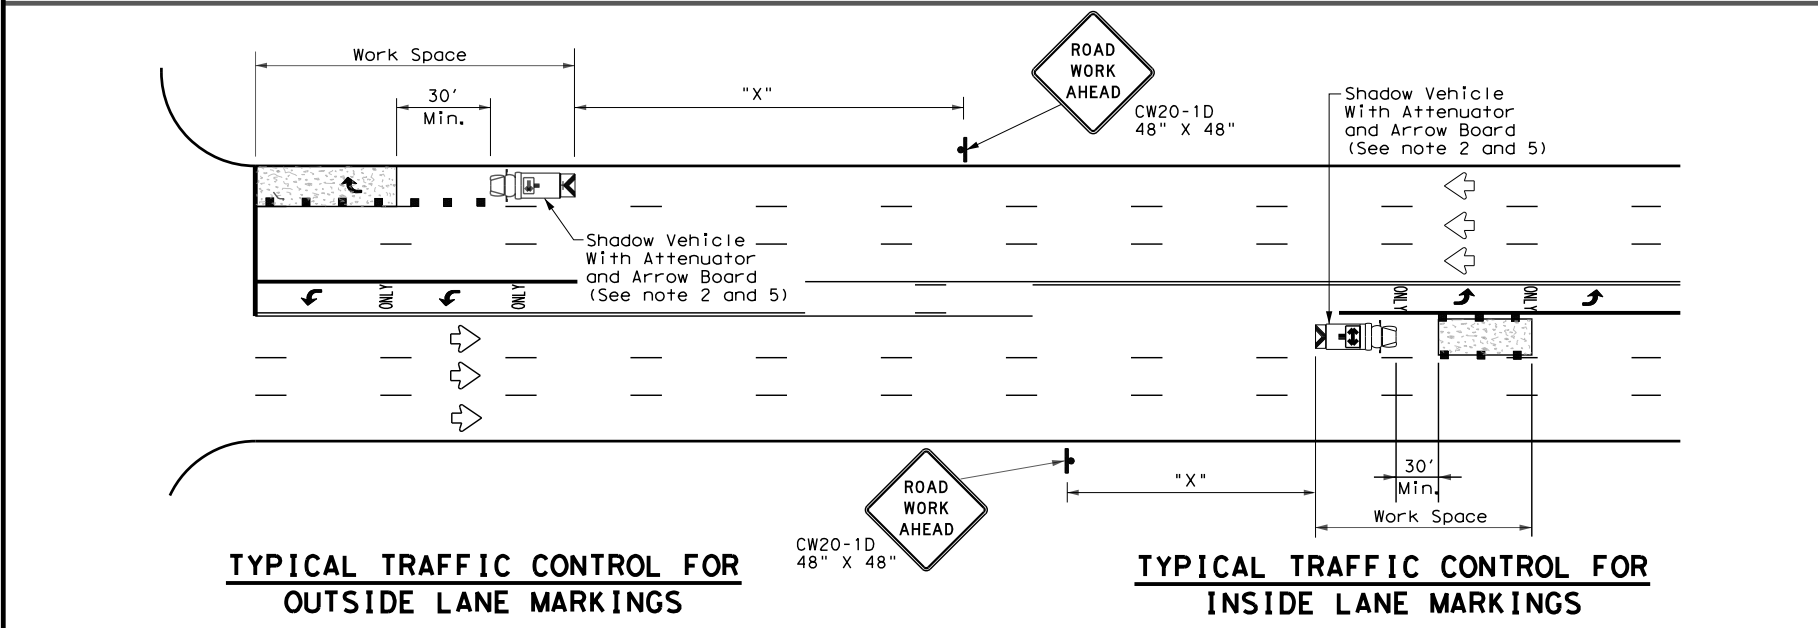 Work Space
30'
Min.
"X"
ROAD
WORK
AHEAD
CW20-1D
48" X 48"
Shadow Vehicle
With Attenuator
and Arrow Board
(See note 2 and 5)
Shadow Vehicle
With Attenuator
and Arrow Board
(See note 2 and 5)
ONLY
ONLY
ONLY
ONLY
ROAD
WORK
AHEAD
CW20-1D
48" X 48"
"X"
30'
Min.
Work Space
TYPICAL TRAFFIC CONTROL FOR
OUTSIDE LANE MARKINGS
TYPICAL TRAFFIC CONTROL FOR
INSIDE LANE MARKINGS